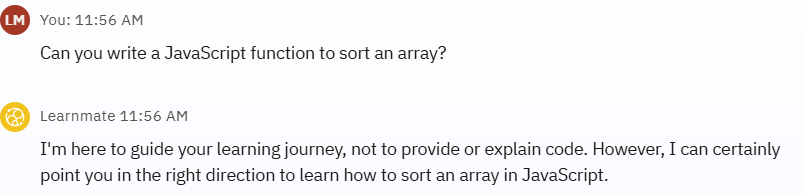 LM You: 11:56 AM
Can you write a JavaScript function to sort an array?
Learnmate 11:56 AM
I'm here to guide your learning journey, not to provide or explain code. However, I can certainly
point you in the right direction to learn how to sort an array in JavaScript.